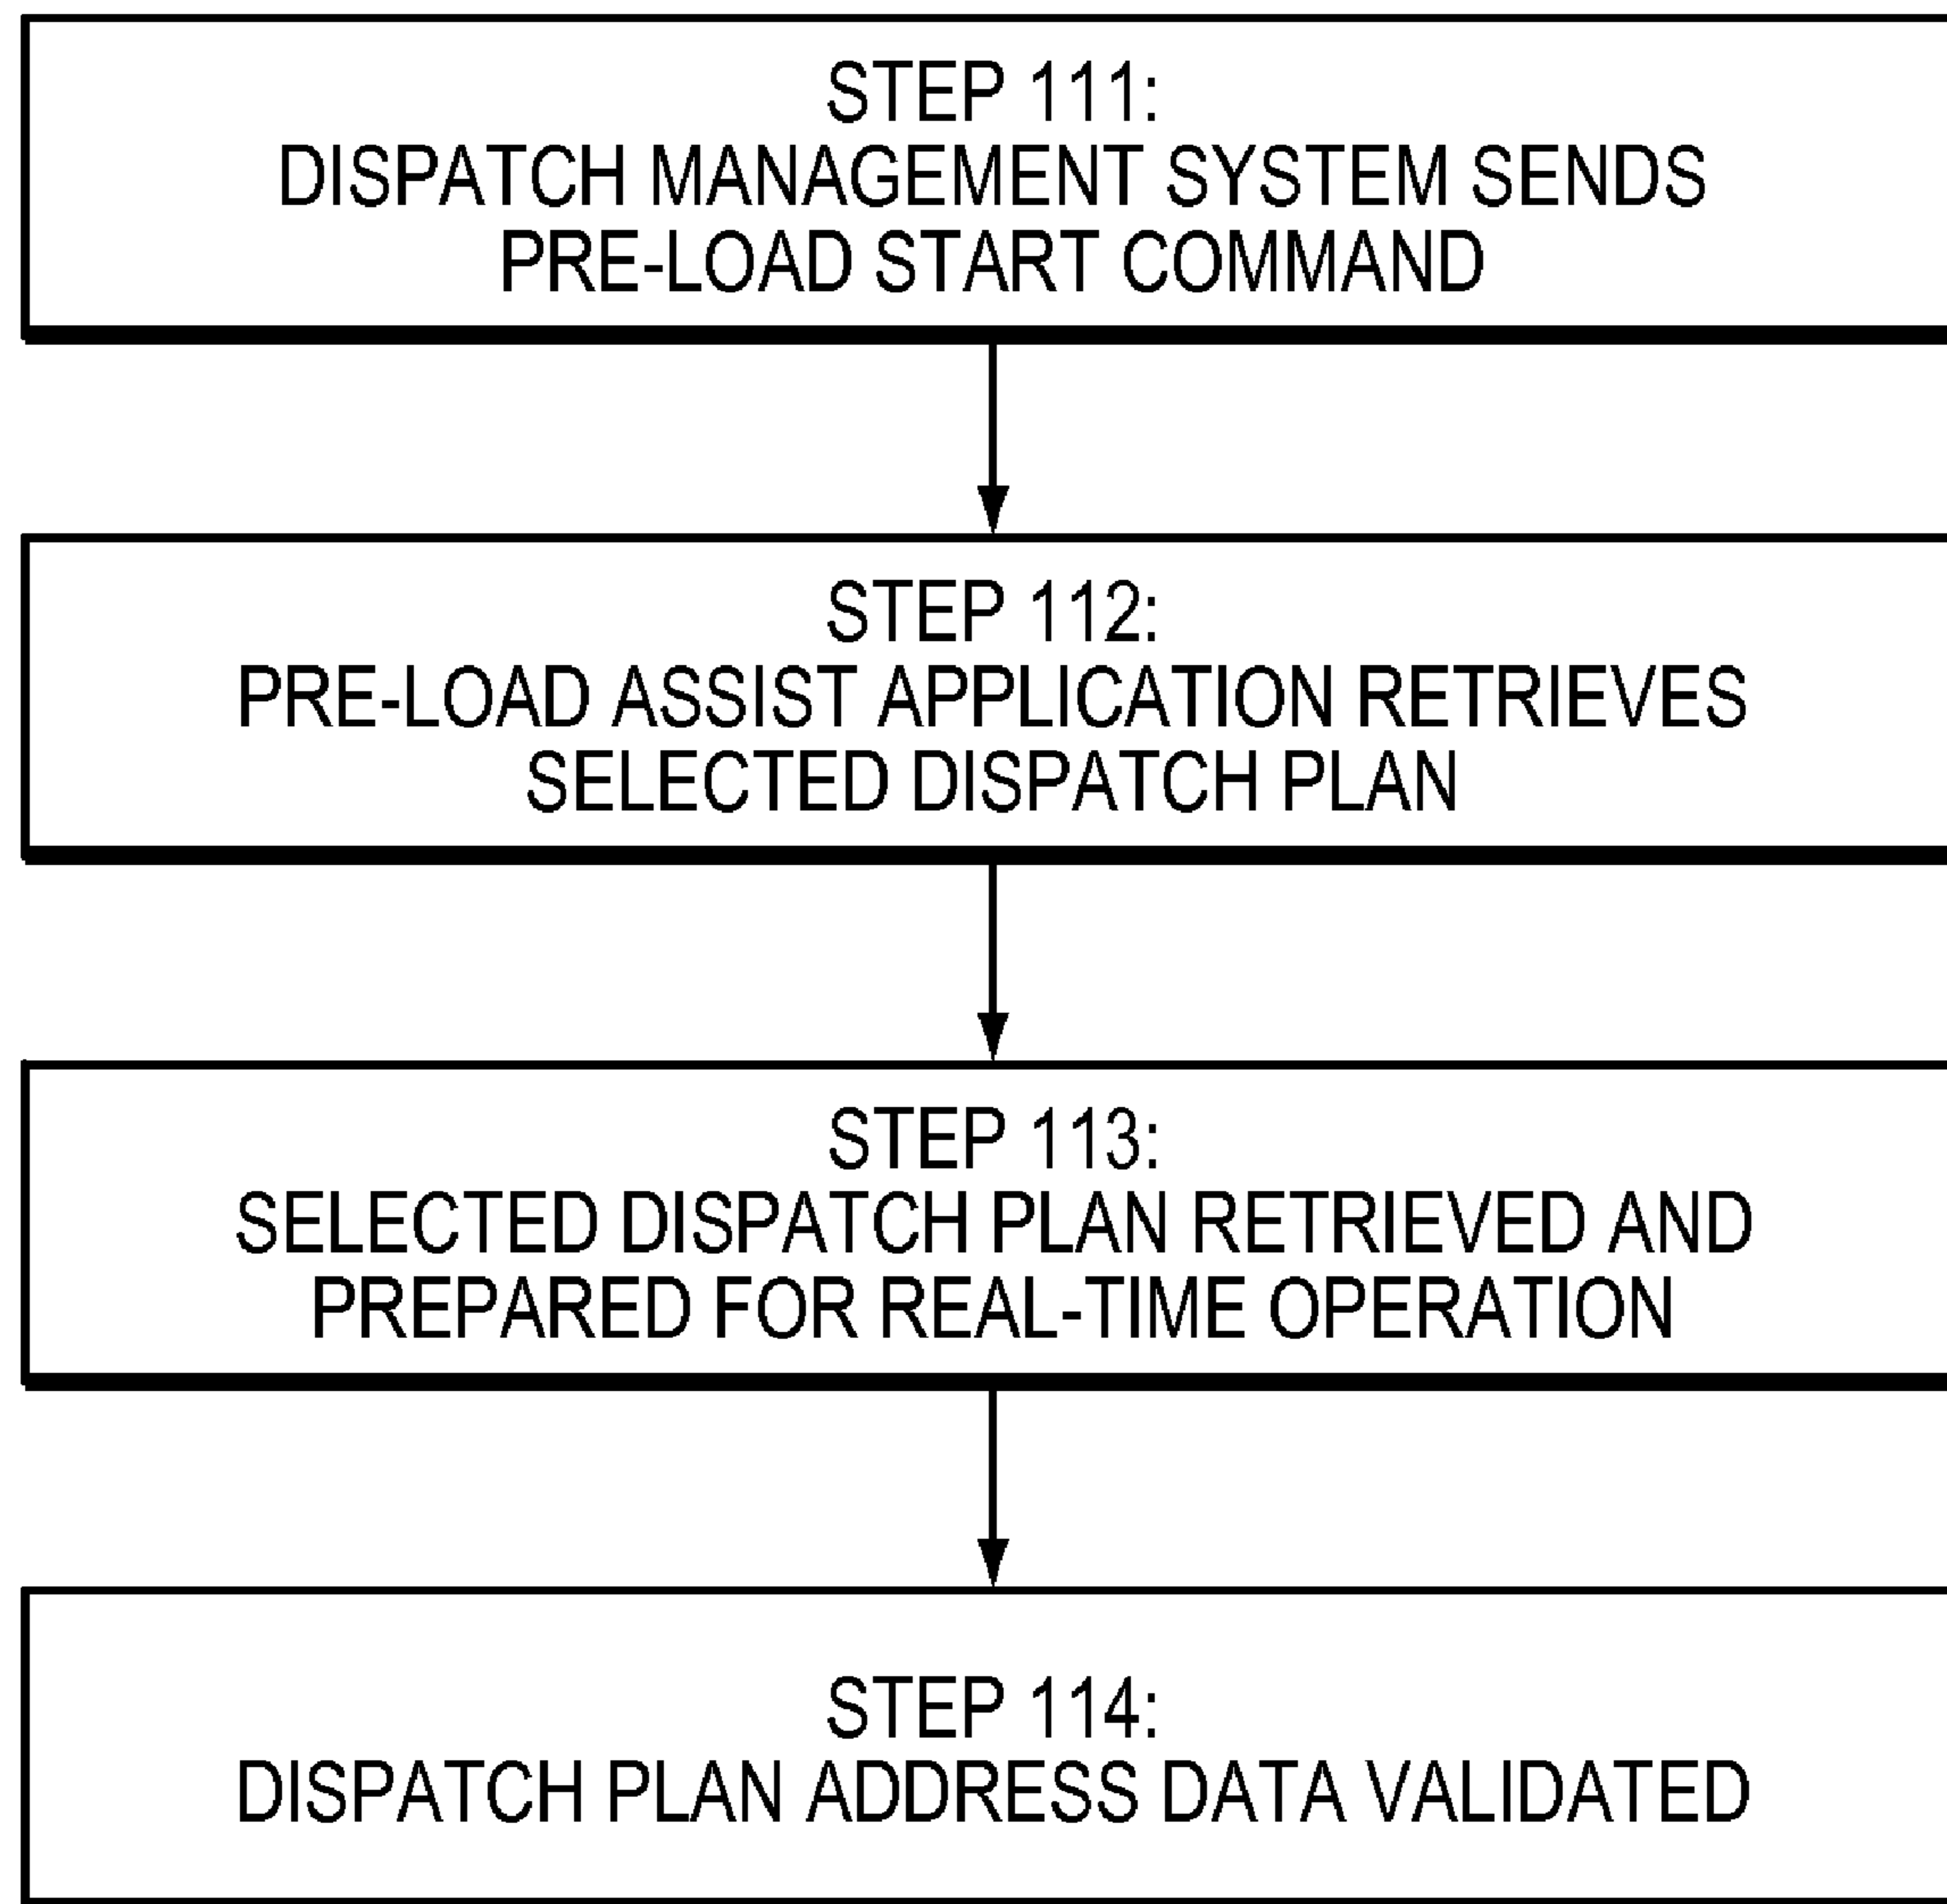 STEP 111:
DISPATCH MANAGEMENT SYSTEM SENDS
PRE-LOAD START COMMAND
STEP 112:
PRE-LOAD ASSIST APPLICATION RETRIEVES
SELECTED DISPATCH PLAN
STEP 113:
SELECTED DISPATCH PLAN RETRIEVED AND
PREPARED FOR REAL-TIME OPERATION
STEP 114:
DISPATCH PLAN ADDRESS DATA VALIDATED